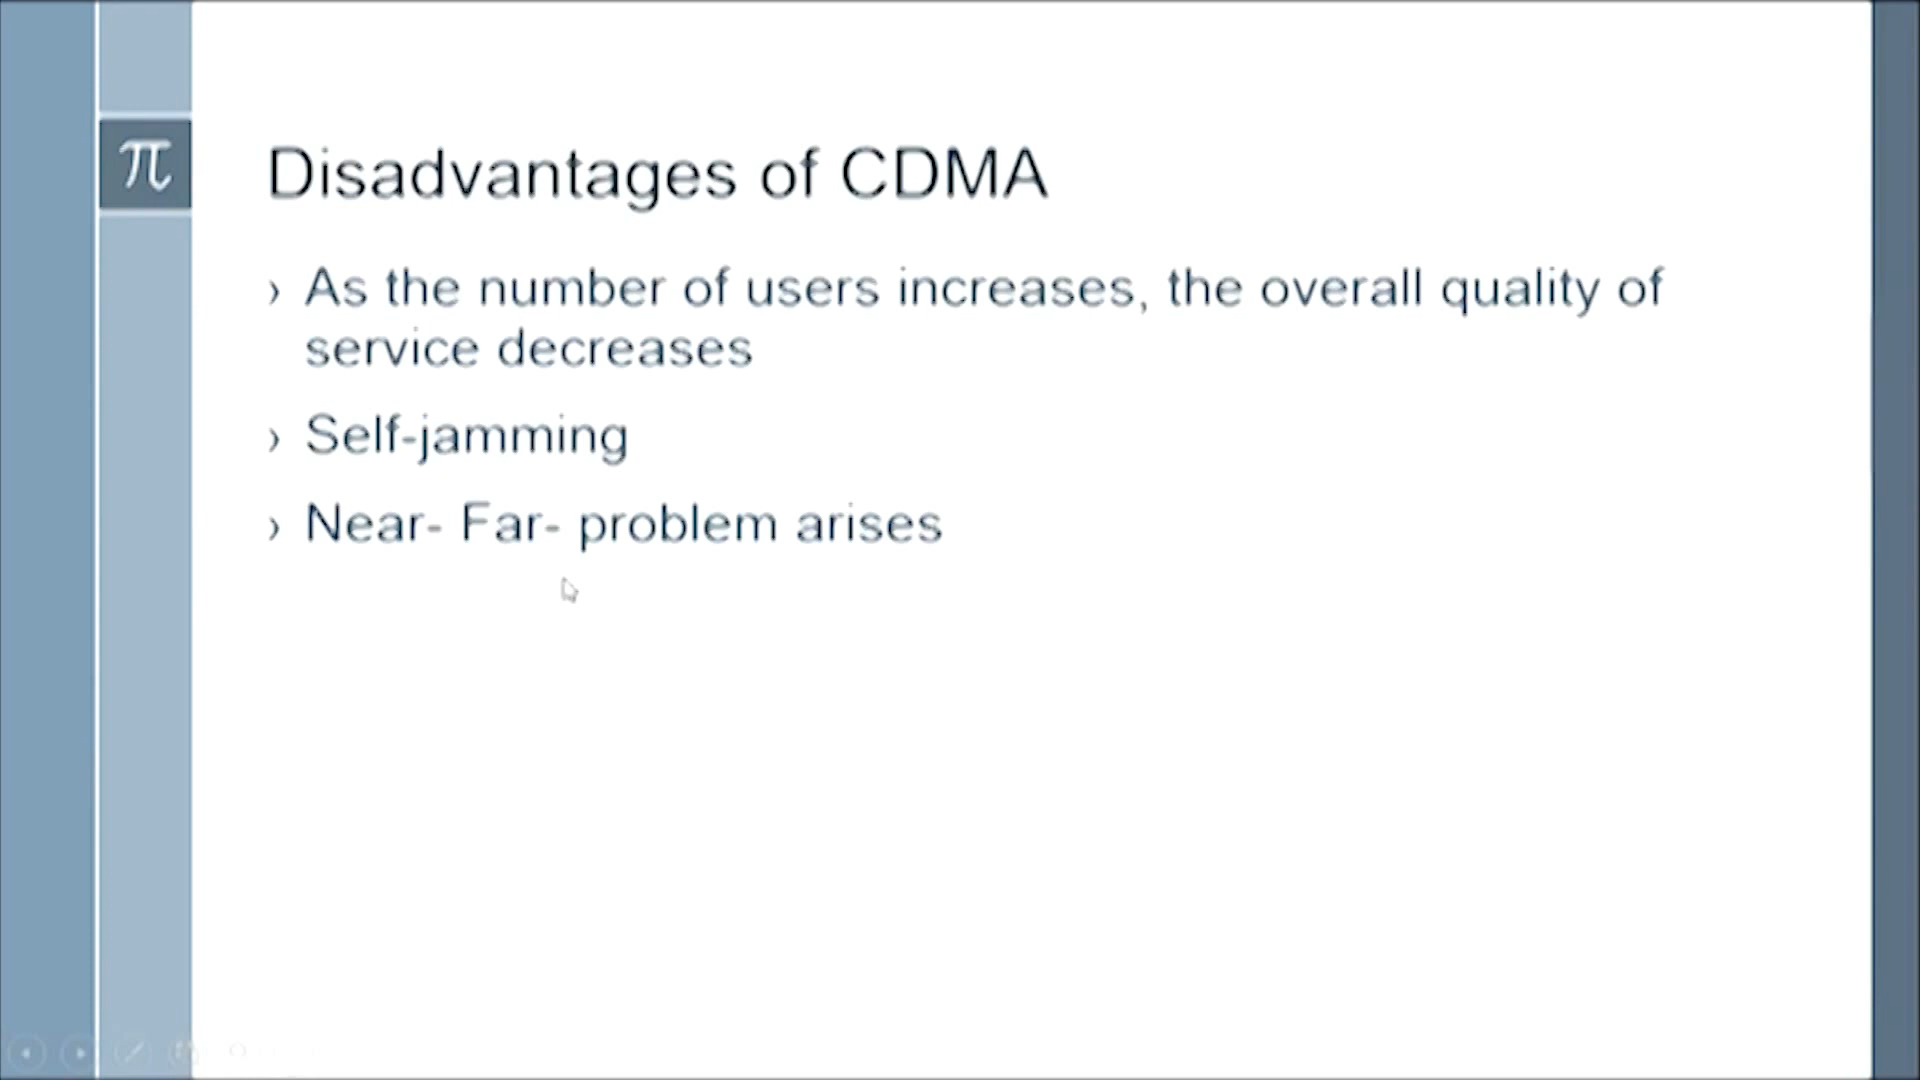 π
Disadvantages of CDMA
› As the number of users increases, the overall quality of
service decreases
› Self-jamming
› Near- Far- problem arises